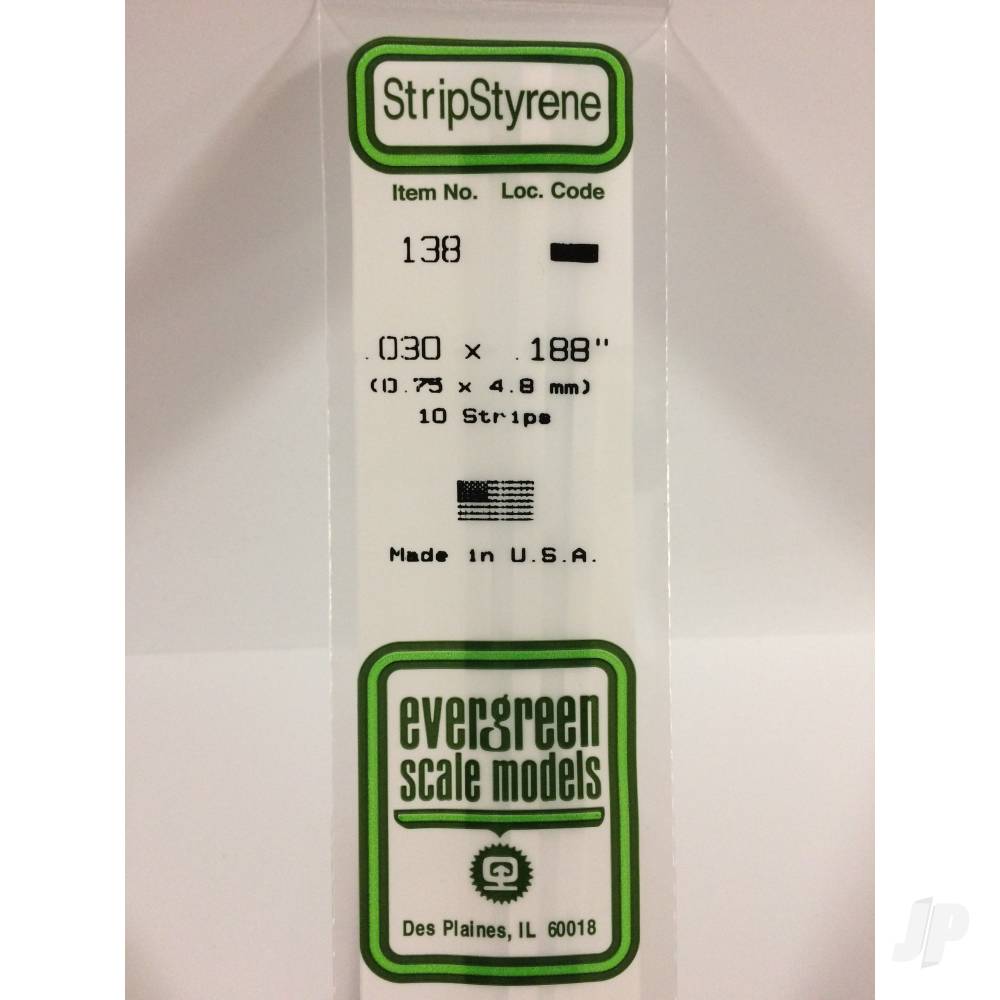 StripStyrene
Item No. Loc. Code
138
.030 x .188"
(0.75 x 4.8 mm)
10 Strips
Made in U.S.A.
evergreen
scale models
Des Plaines, IL 60018
JP